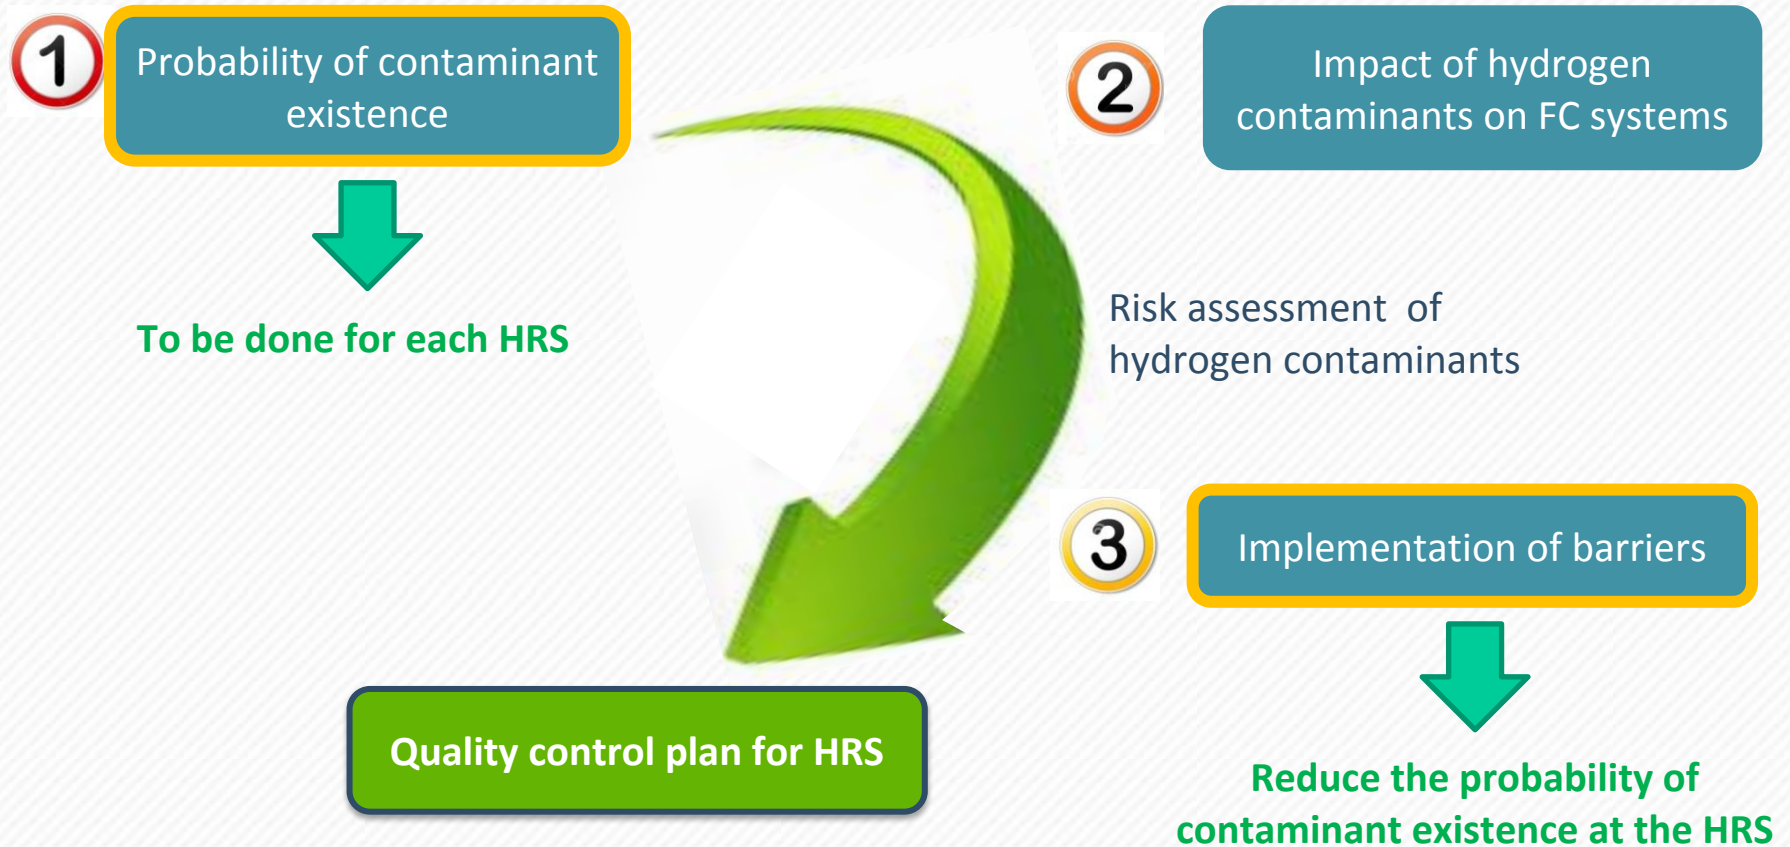 1
Probability of contaminant
existence
To be done for each HRS
2
Impact of hydrogen
contaminants on FC systems
Risk assessment of
hydrogen contaminants
3
Implementation of barriers
Reduce the probability of
contaminant existence at the HRS
Quality control plan for HRS